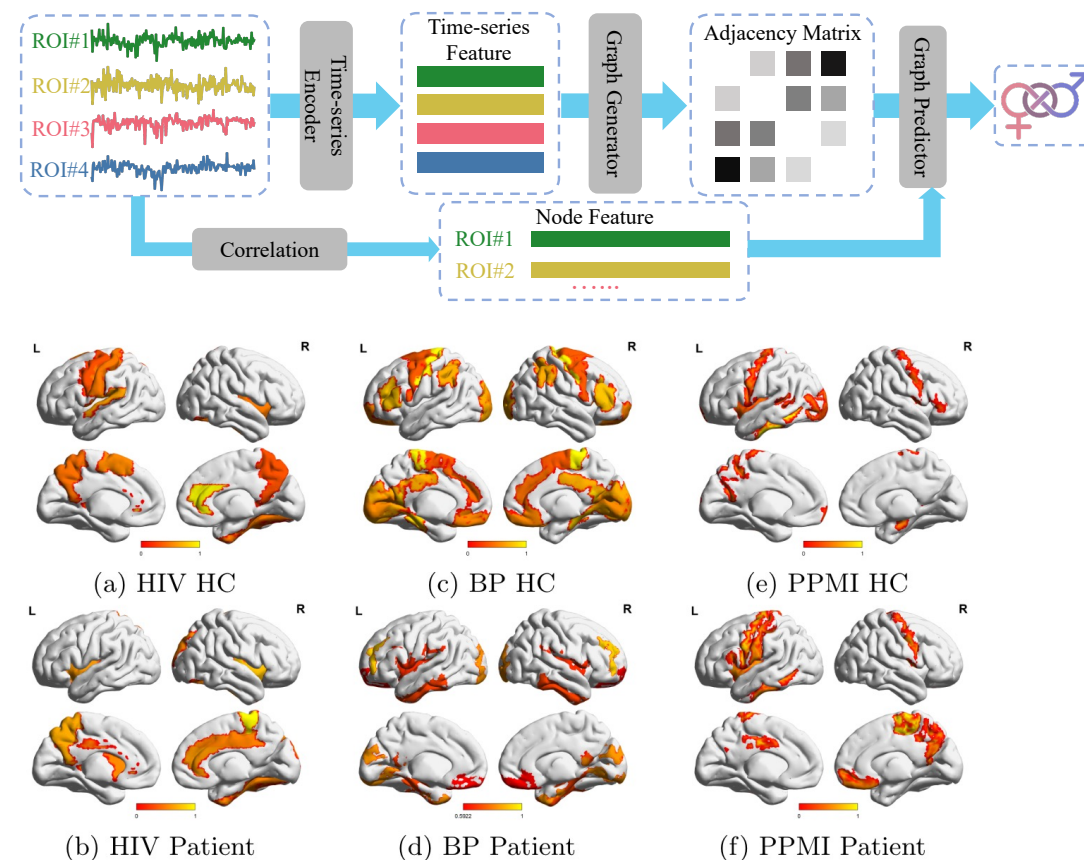 ROI#1
ROI#2
ROI#3
ROI#4
Time-series
Encoder
Time-series
Feature
Graph Generator
Adjacency Matrix
Graph Predictor
Correlation
Node Feature
ROI#1
ROI#2
......
L
R
0
1
(a) HIV HC
L
R
0
1
(c) BP HC
L
R
0
1
(e) PPMI HC
L
R
0
1
(b) HIV Patient
L
R
0.5922
1
(d) BP Patient
L
R
0
1
(f) PPMI Patient